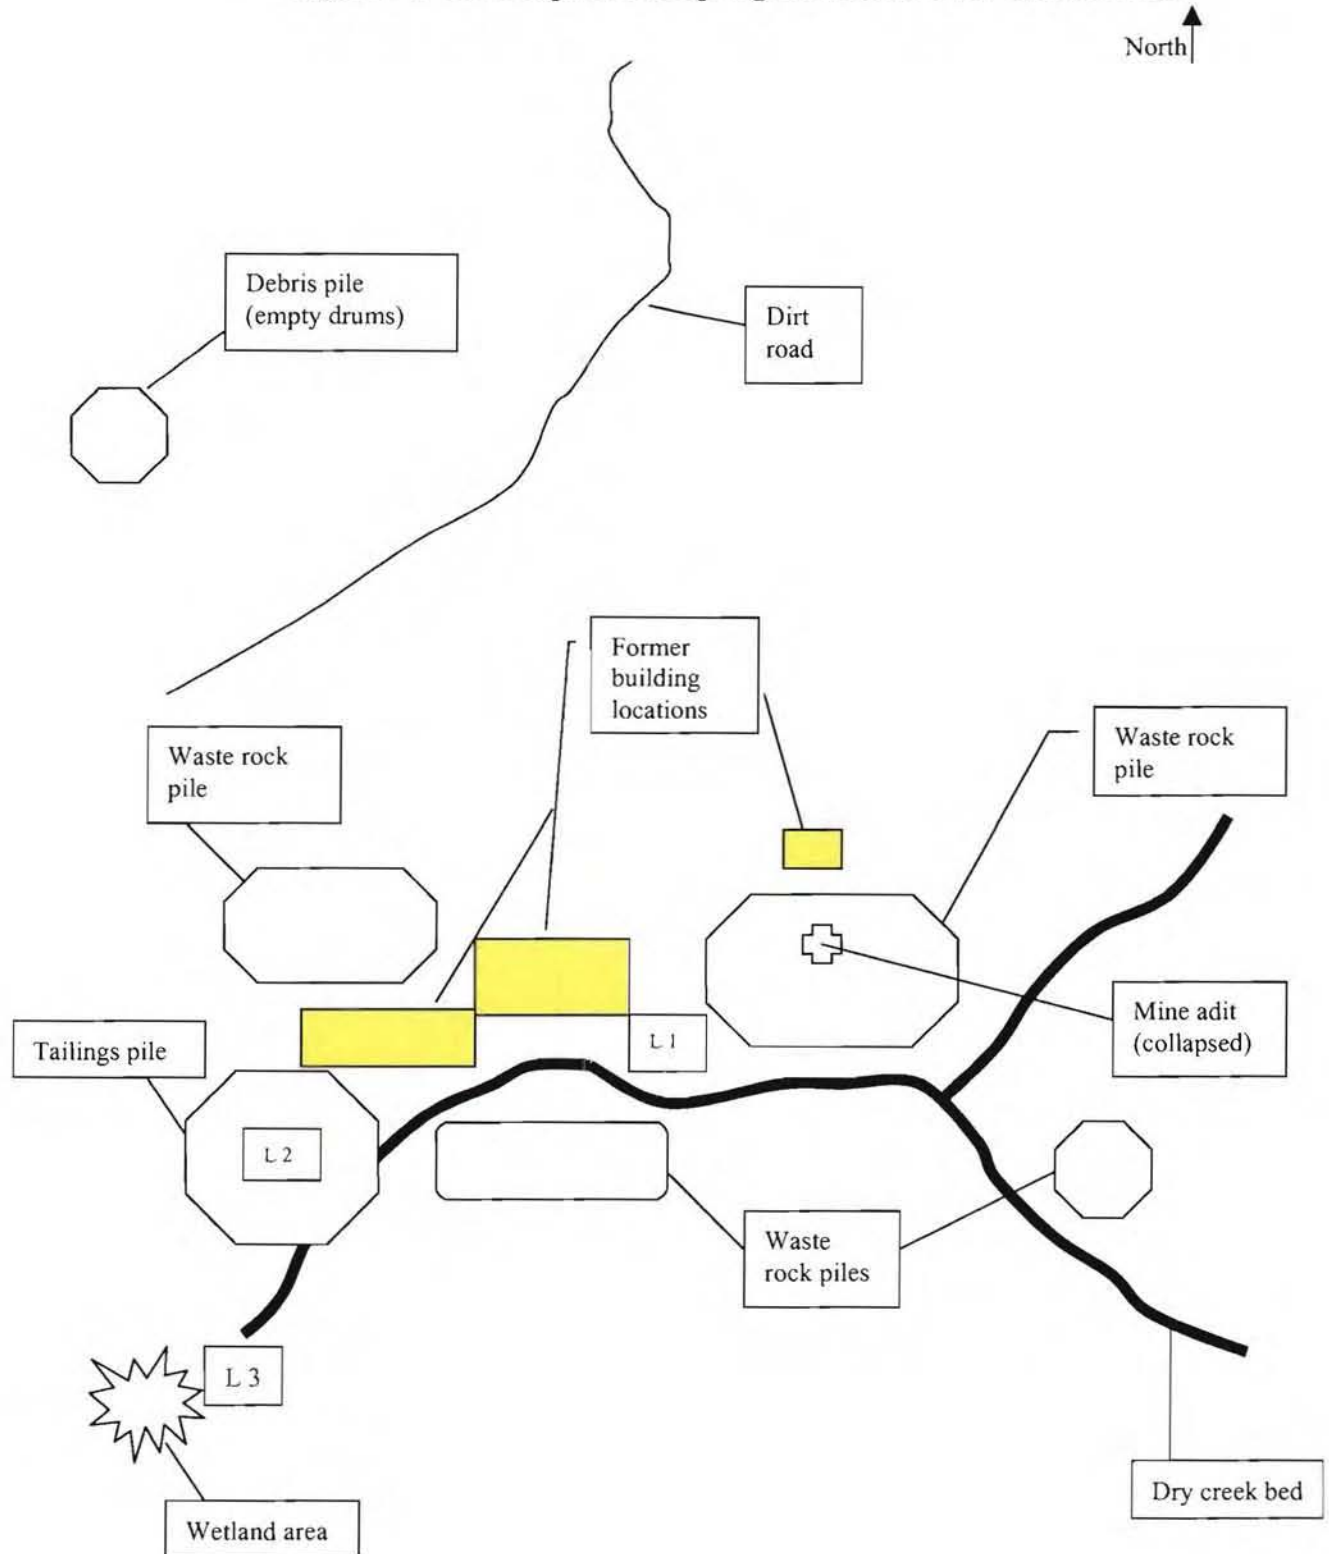 North
Debris pile
(empty drums)
Dirt
road
Former
building
locations
Waste rock
pile
Waste rock
pile
Mine adit
(collapsed)
Tailings pile
L 1
L 2
Waste
rock piles
L 3
Dry creek bed
Wetland area